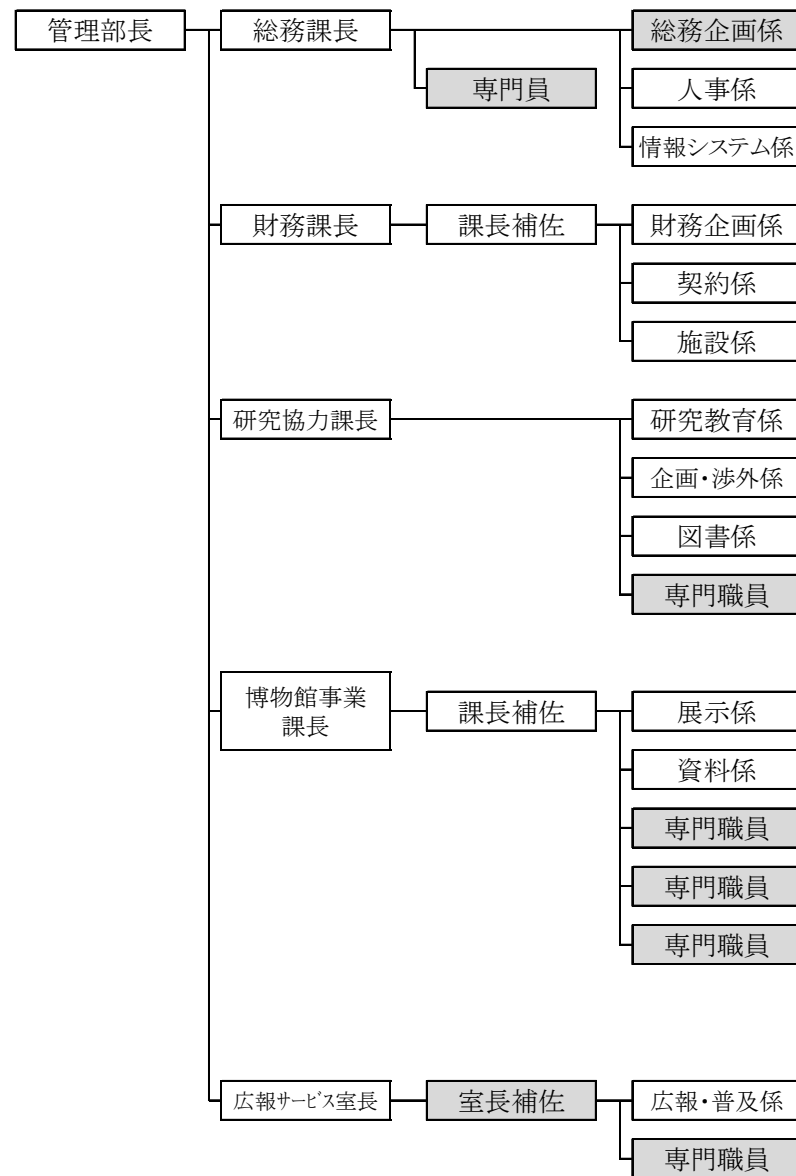 管理部長
総務課長
総務企画係
専門員
人事係
情報システム係
財務課長
課長補佐
財務企画係
契約係
施設係
研究協力課長
研究教育係
企画・渉外係
図書係
専門職員
博物館事業
課長
課長補佐
展示係
資料係
専門職員
専門職員
専門職員
広報サービス室長
室長補佐
広報・普及係
専門職員